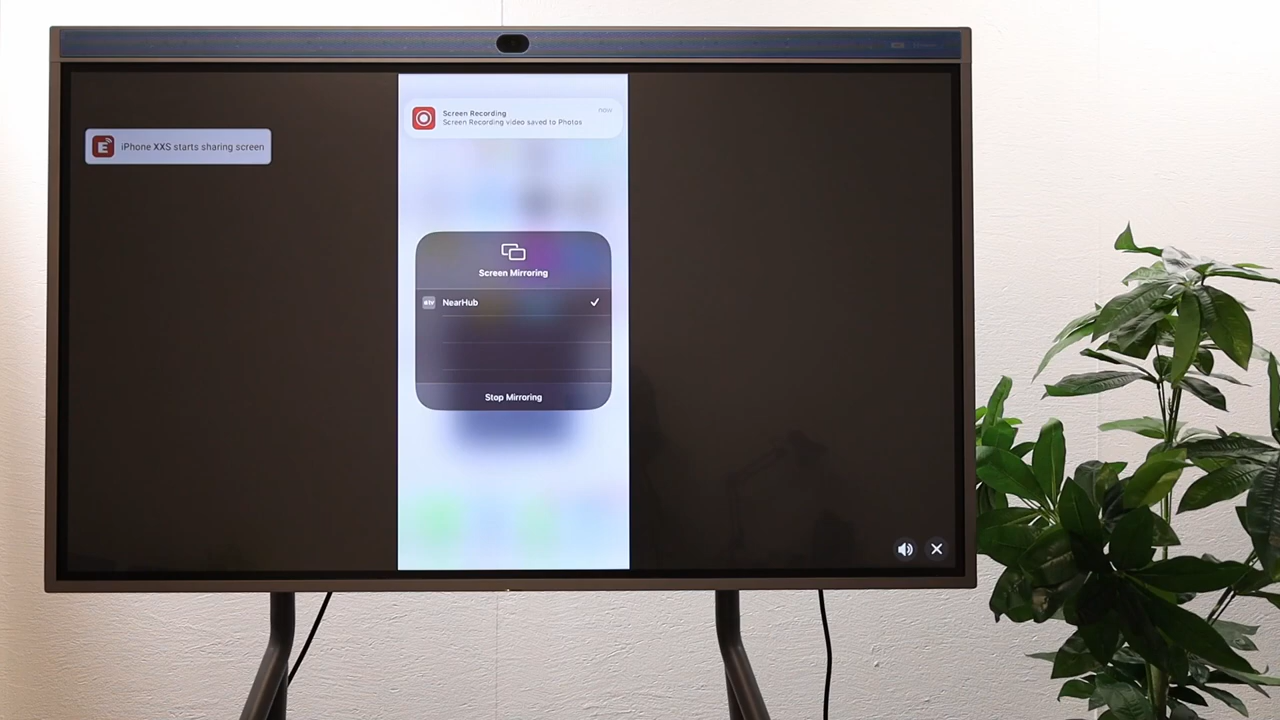 Screen Recording
now
Screen Recording video saved to Photos
E
iPhone XXS starts sharing screen
Screen Mirroring
tv
NearHub
Stop Mirroring